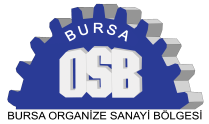 BURSA
OSB
BURSA ORGANİZE SANAYİ BÖLGESİ